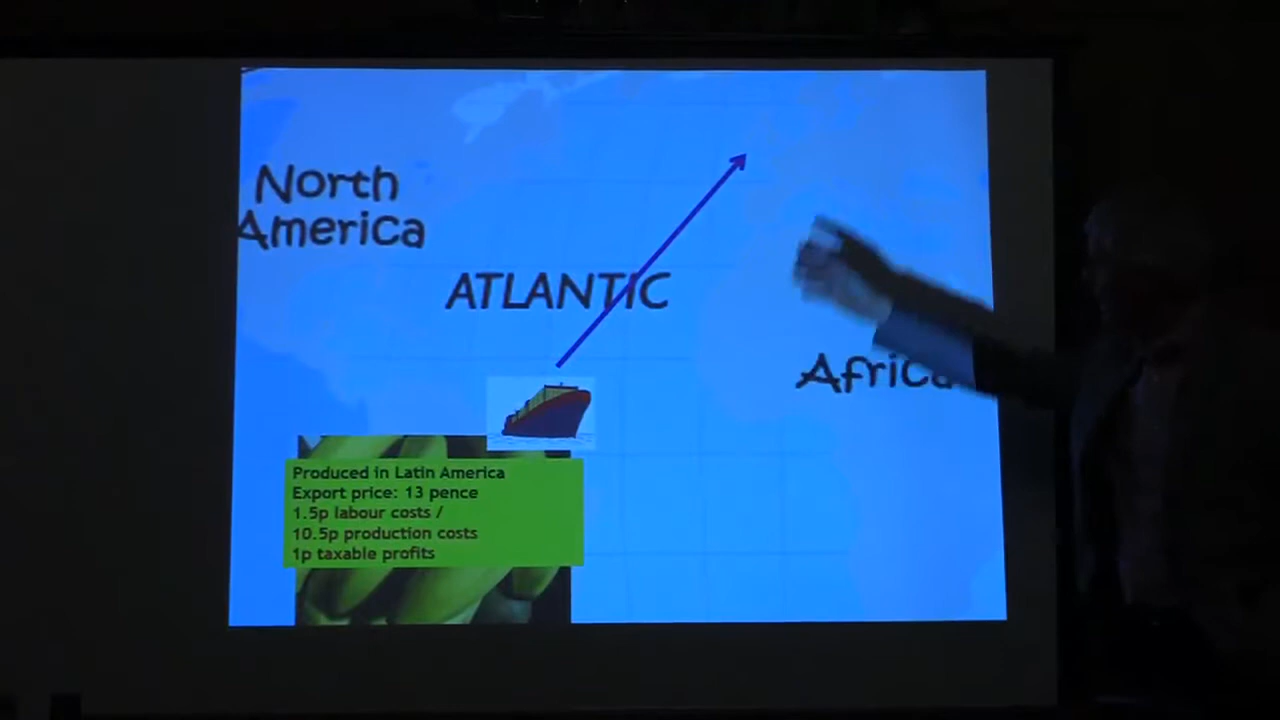 North
America
ATLANTIC
Africa
Produced in Latin America
Export price: 13 pence
1.5p labour costs /
10.5p production costs
1p taxable profits